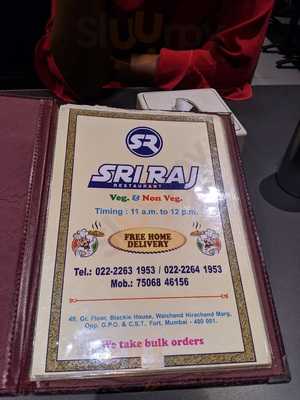 sluurpy
SR
SRI RAJ
RESTAURANT
Veg. & Non Veg.
Timing : 11 a.m. to 12 p.m.
FREE HOME
DELIVERY
Tel.: 022-2263 1953 / 022-2264 1953
Mob.: 75068 46156
49, Gr. Floor, Blackie House, Walchand Hirachand Marg,
Opp. G.P.O. & C.S.T., Fort, Mumbai - 400 001.
We take bulk orders